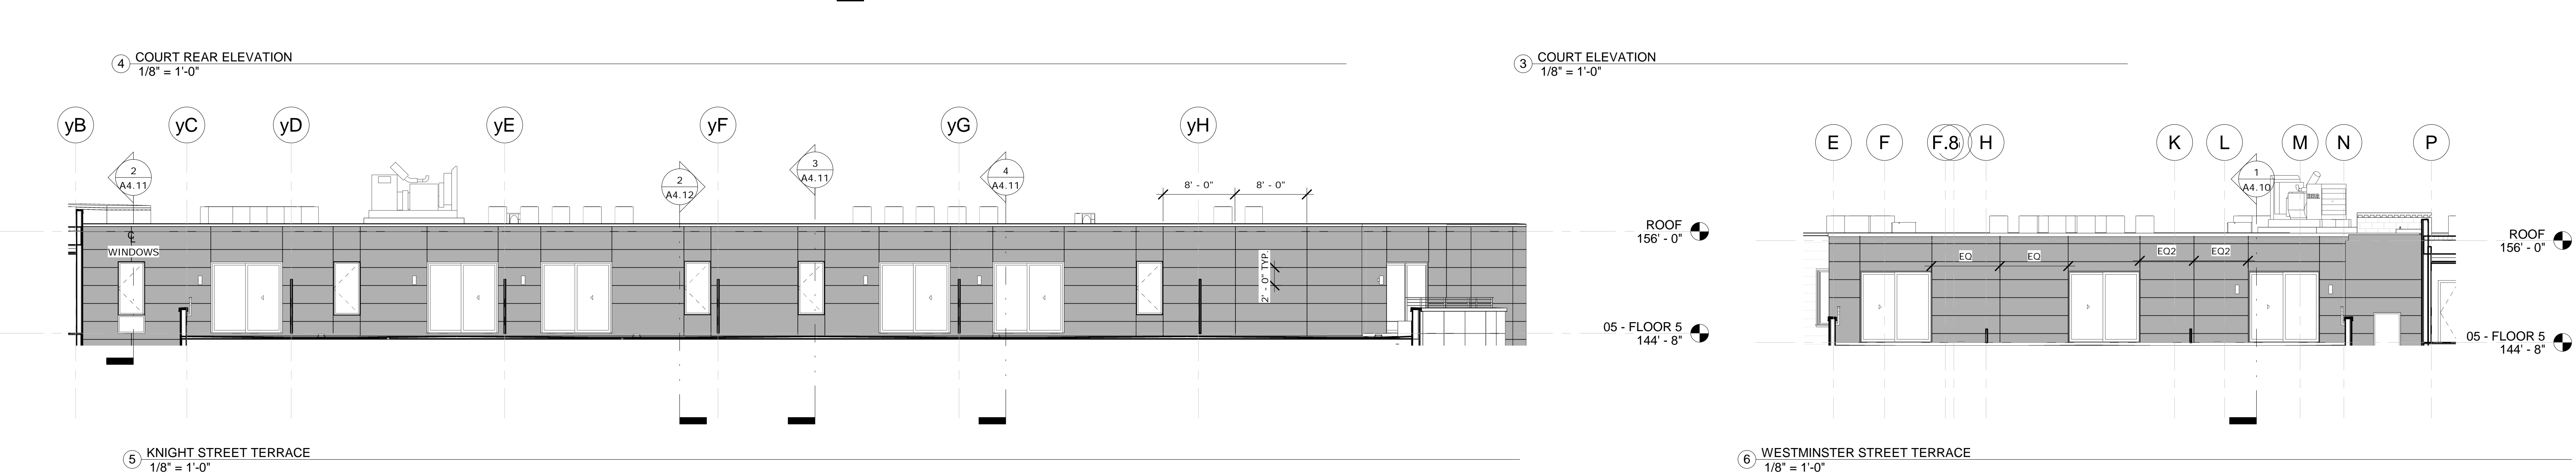 4 COURT REAR ELEVATION
1/8" = 1'-0"
3 COURT ELEVATION
1/8" = 1'-0"
yB yC yD yE yF yG yH
2
A4.11
2
A4.12
3
A4.11
4
A4.11
8' - 0" 8' - 0"
℄
WINDOWS
2' - 0" TYP.
ROOF
156' - 0"
05 - FLOOR 5
144' - 8"
5 KNIGHT STREET TERRACE
1/8" = 1'-0"
E F F.8 H K L M N P
1
A4.10
EQ EQ EQ2 EQ2
ROOF
156' - 0"
05 - FLOOR 5
144' - 8"
6 WESTMINSTER STREET TERRACE
1/8" = 1'-0"